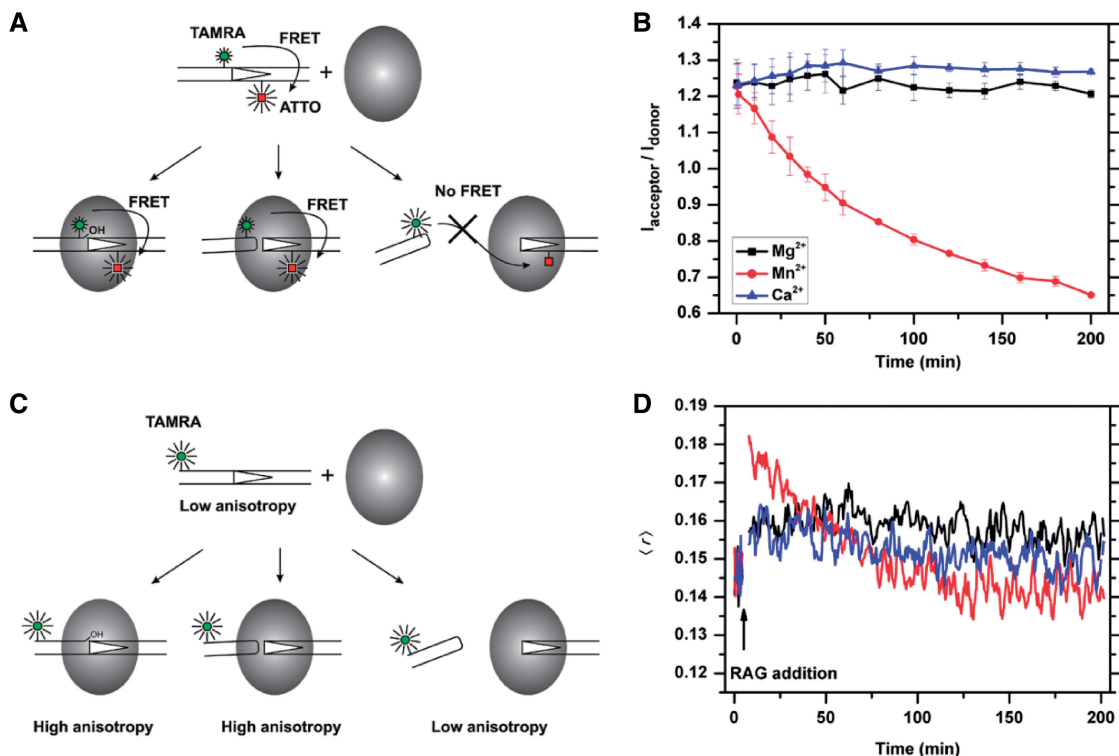 A
TAMRA
FRET
+
ATTO
FRET
OH
FRET
No FRET
B
I acceptor / I donor
1.4
1.3
1.2
1.1
1.0
0.9
0.8
0.7
0.6
Mg²⁺
Mn²⁺
Ca²⁺
0 50 100 150 200
Time (min)
C
TAMRA
+
Low anisotropy
OH
High anisotropy High anisotropy Low anisotropy
D
⟨r⟩
0.19
0.18
0.17
0.16
0.15
0.14
0.13
0.12
RAG addition
0 50 100 150 200
Time (min)